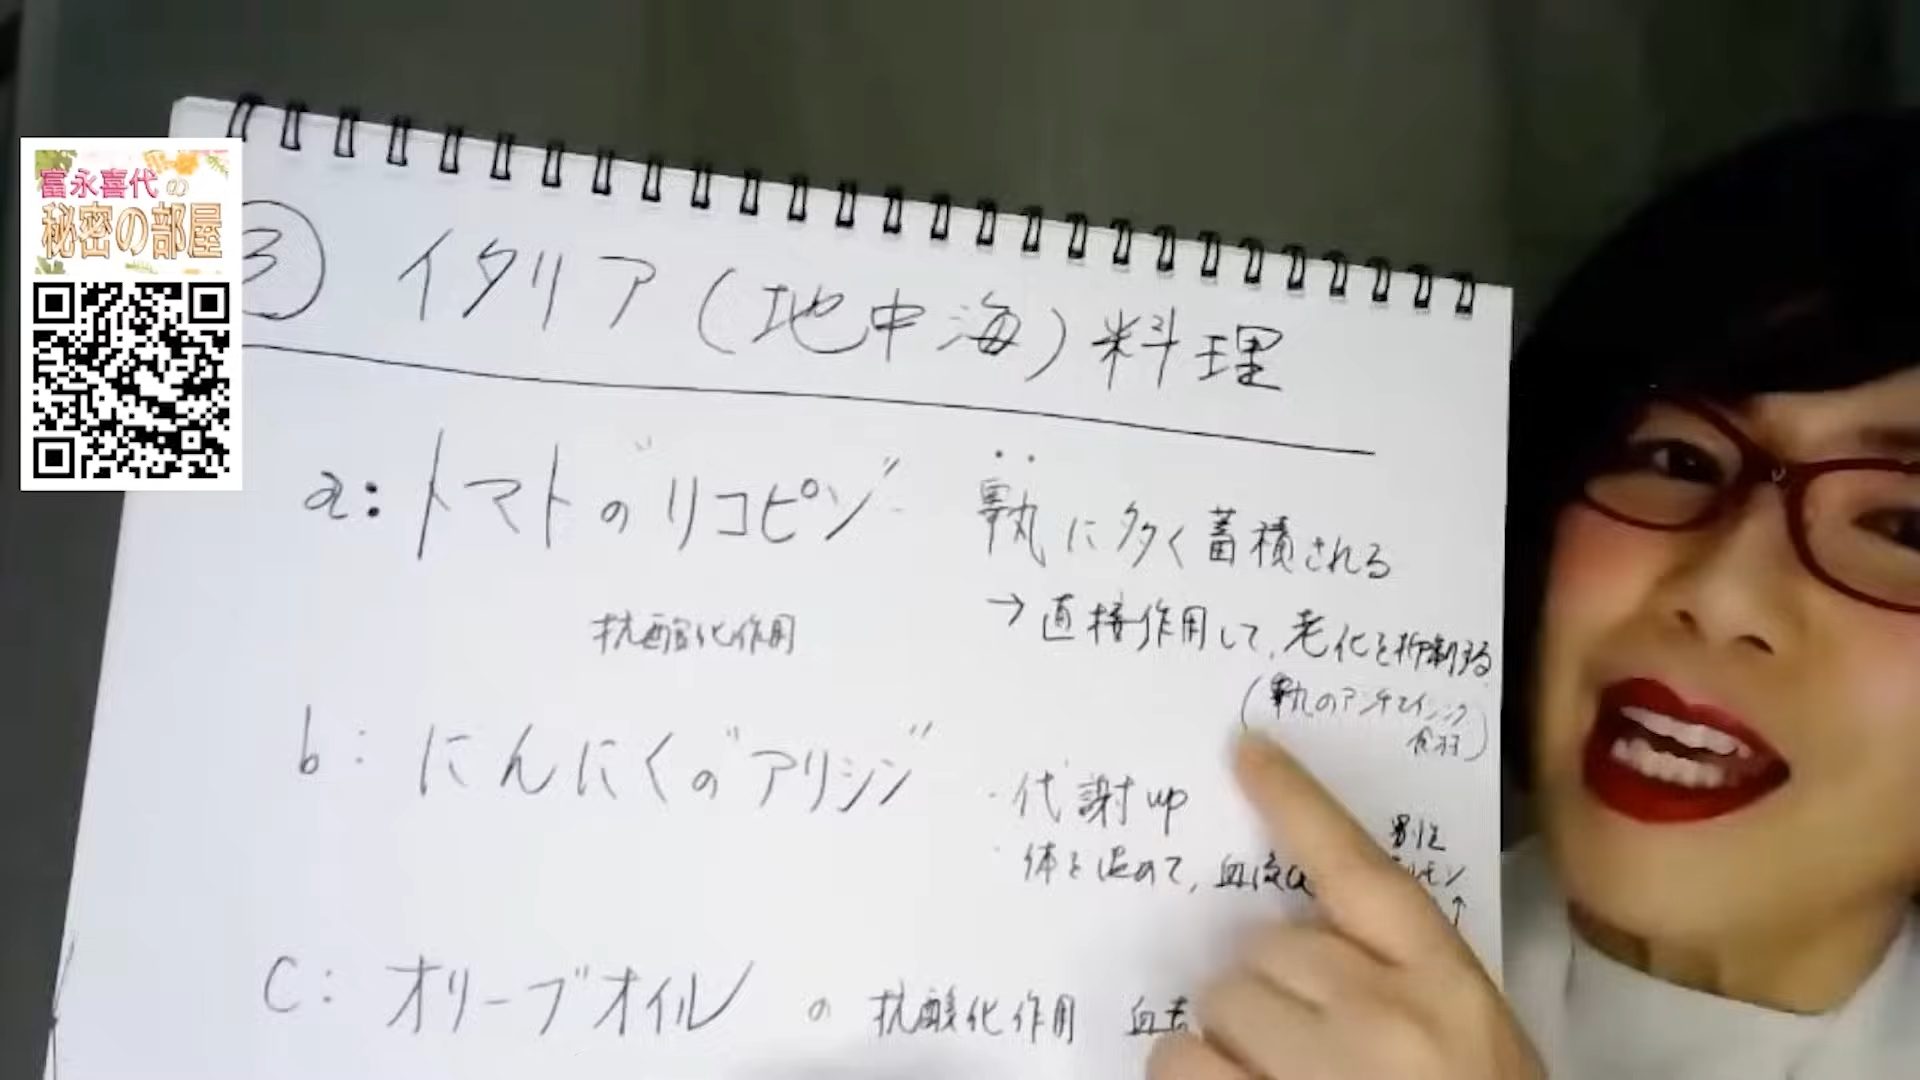 富永喜代の
秘密の部屋
③ イタリア(地中海)料理
a: トマトの"リコピン" 睾丸に多く蓄積される
抗酸化作用
→直接作用して、老化を抑制する
(睾丸のアンチエイジング
b: にんにくの"アリシン"
・代謝up
・体を温めて、血流
男性
↑
C: オリーブオイル の 抗酸化作用 血